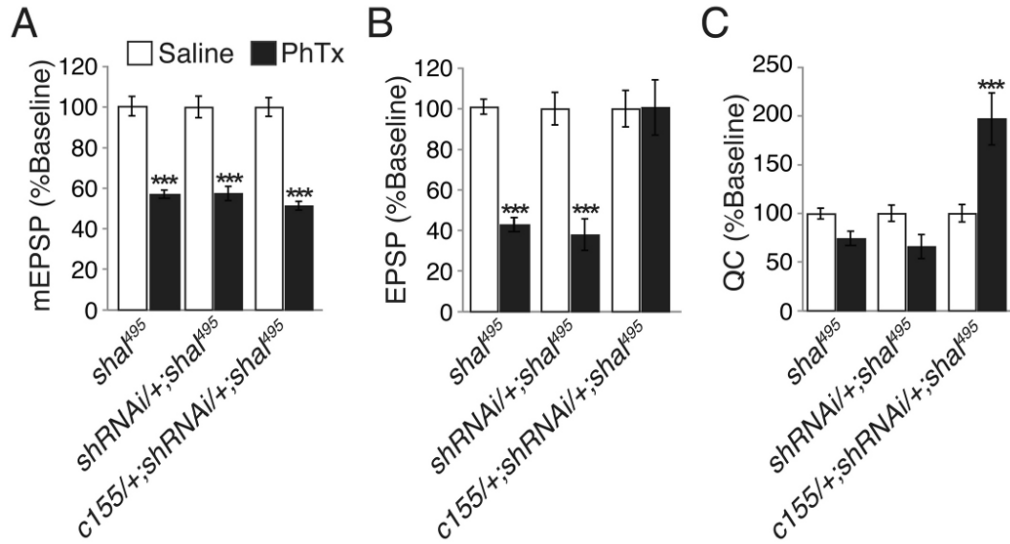 A
Saline PhTx
mEPSP (%Baseline)
120
100
80
60
40
20
0
***
***
***
shal⁴⁹⁵
shRNAi/+;shal⁴⁹⁵
c155/+;shRNAi/+;shal⁴⁹⁵
B
EPSP (%Baseline)
120
100
80
60
40
20
0
***
***
shal⁴⁹⁵
shRNAi/+;shal⁴⁹⁵
c155/+;shRNAi/+;shal⁴⁹⁵
C
QC (%Baseline)
250
200
150
100
50
0
***
shal⁴⁹⁵
shRNAi/+;shal⁴⁹⁵
c155/+;shRNAi/+;shal⁴⁹⁵